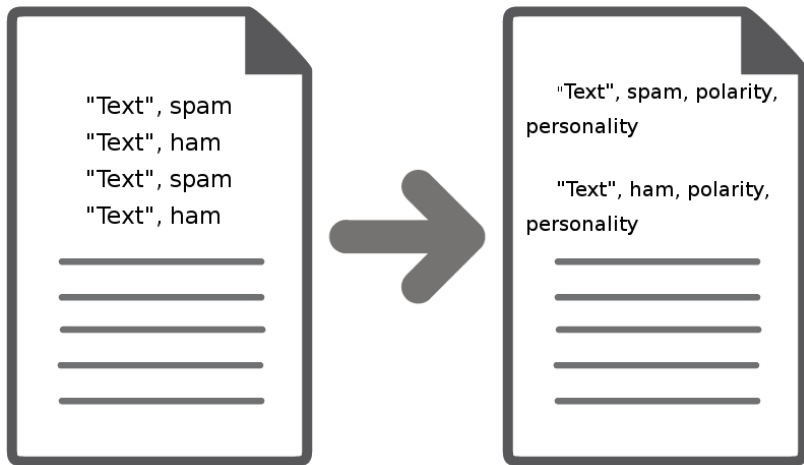 "Text", spam
"Text", ham
"Text", spam
"Text", ham
"Text", spam, polarity,
personality
"Text", ham, polarity,
personality